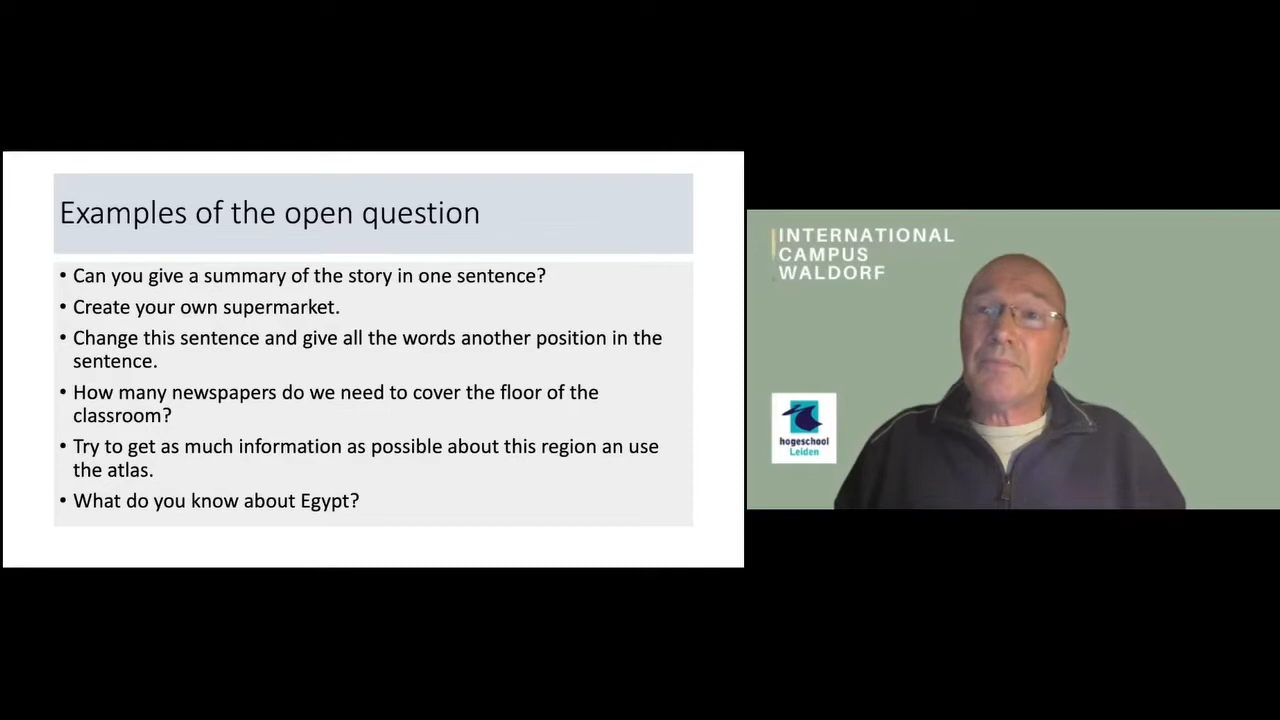 Examples of the open question
• Can you give a summary of the story in one sentence?
• Create your own supermarket.
• Change this sentence and give all the words another position in the
sentence.
• How many newspapers do we need to cover the floor of the
classroom?
• Try to get as much information as possible about this region an use
the atlas.
• What do you know about Egypt?
INTERNATIONAL
CAMPUS
WALDORF
hogeschool
Leiden